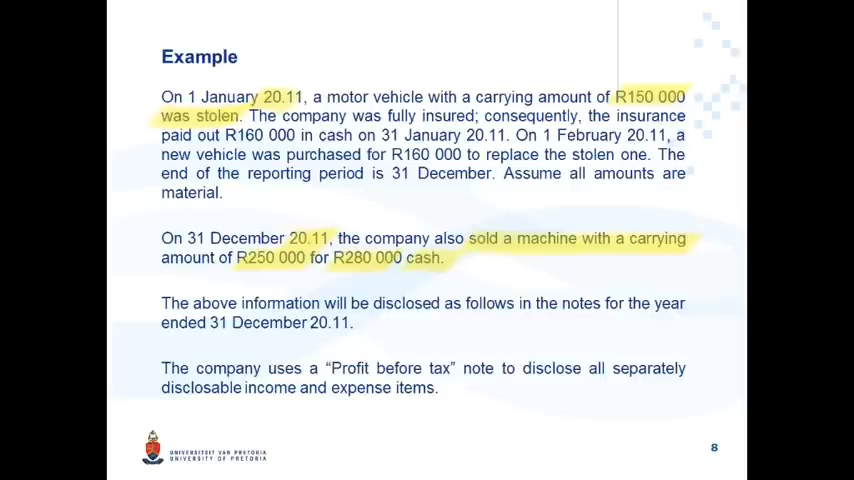 Example
On 1 January 20.11, a motor vehicle with a carrying amount of R150 000
was stolen. The company was fully insured; consequently, the insurance
paid out R160 000 in cash on 31 January 20.11. On 1 February 20.11, a
new vehicle was purchased for R160 000 to replace the stolen one. The
end of the reporting period is 31 December. Assume all amounts are
material.
On 31 December 20.11, the company also sold a machine with a carrying
amount of R250 000 for R280 000 cash.
The above information will be disclosed as follows in the notes for the year
ended 31 December 20.11.
The company uses a “Profit before tax” note to disclose all separately
disclosable income and expense items.
UNIVERSITEIT VAN PRETORIA
UNIVERSITY OF PRETORIA
8